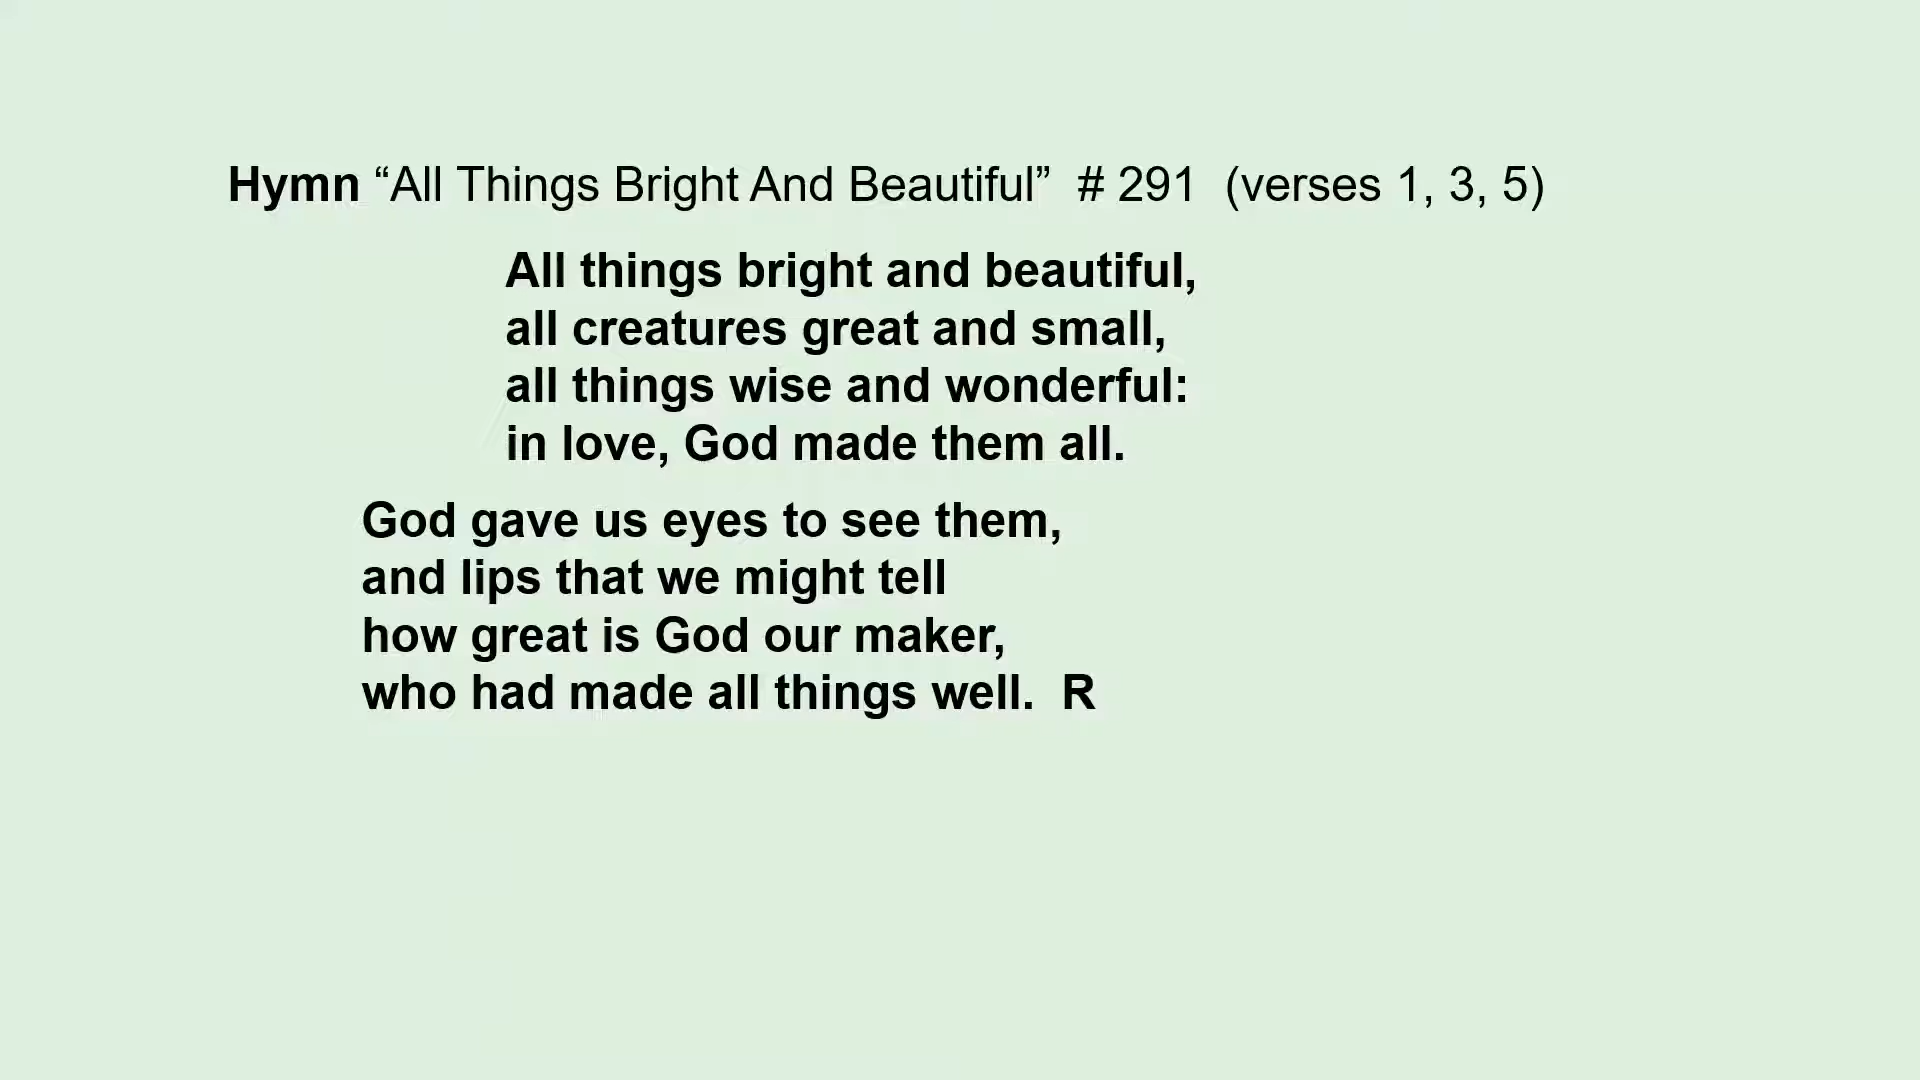 Hymn “All Things Bright And Beautiful” # 291 (verses 1, 3, 5)
All things bright and beautiful,
all creatures great and small,
all things wise and wonderful:
in love, God made them all.
God gave us eyes to see them,
and lips that we might tell
how great is God our maker,
who had made all things well. R